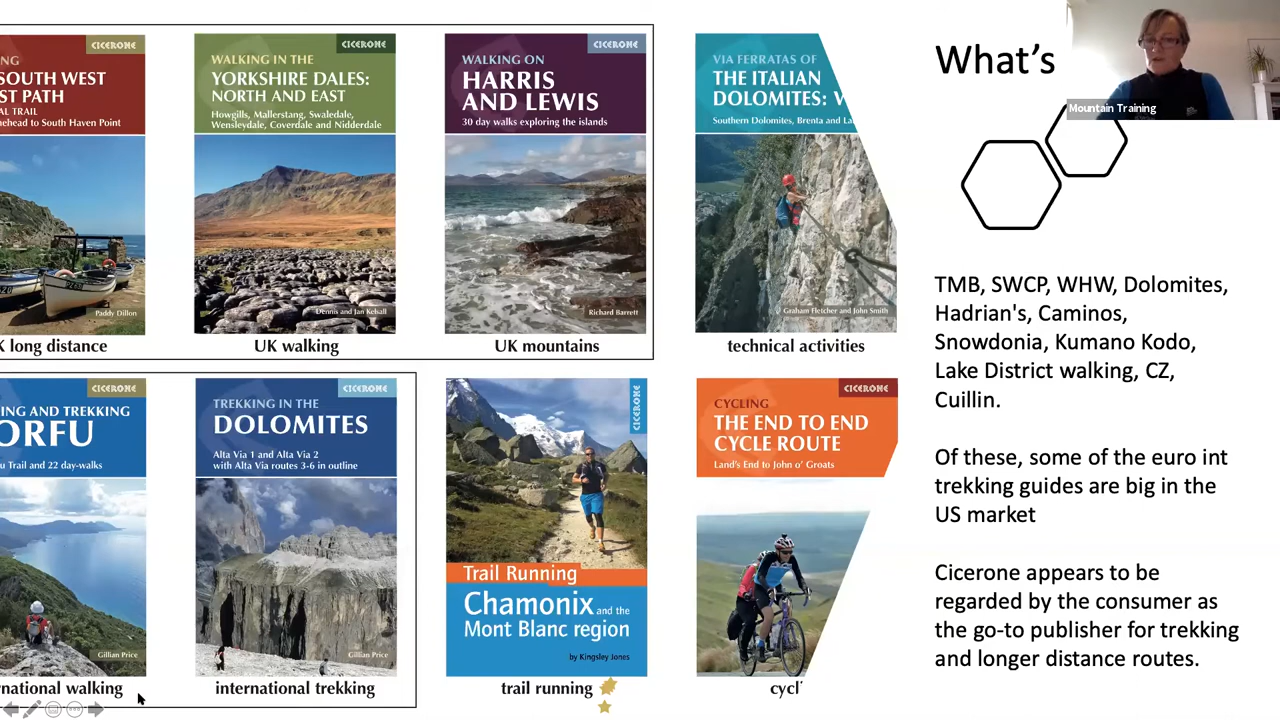 CICERONE
SOUTH WEST
PATH
TRAIL
to South Haven Point
Paddy Dillon
long distance
CICERONE
WALKING IN THE
YORKSHIRE DALES:
NORTH AND EAST
Howgills, Mallerstang, Swaledale,
Wensleydale, Coverdale and Nidderdale
Dennis and Jan Kelsall
UK walking
CICERONE
WALKING ON
HARRIS
AND LEWIS
30 day walks exploring the islands
Richard Barrett
UK mountains
VIA FERRATAS OF
THE ITALIAN
DOLOMITES:
Southern Dolomites, Brenta and
Graham Fletcher and John Smith
technical activities
CICERONE
AND TREKKING
Trail and 22 day-walks
Gillian Price
walking
CICERONE
TREKKING IN THE
DOLOMITES
Alta Via 1 and Alta Via 2
with Alta Via routes 3-6 in outline
Gillian Price
international trekking
CICERONE
Trail Running
Chamonix and the
Mont Blanc region
by Kingsley Jones
trail running
CICERONE
CYCLING
THE END TO END
CYCLE ROUTE
Land's End to John o' Groats
What's
Mountain Training
TMB, SWCP, WHW, Dolomites,
Hadrian's, Caminos,
Snowdonia, Kumano Kodo,
Lake District walking, CZ,
Cuillin.
Of these, some of the euro int
trekking guides are big in the
US market
Cicerone appears to be
regarded by the consumer as
the go-to publisher for trekking
and longer distance routes.